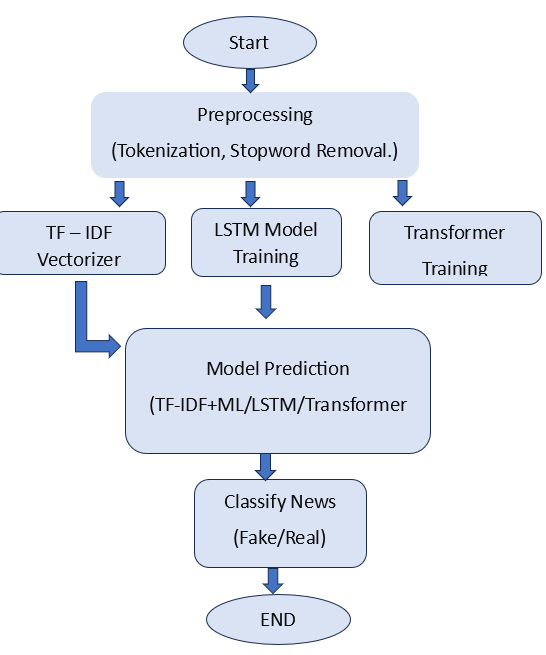 Start
Preprocessing
(Tokenization, Stopword Removal.)
TF – IDF
Vectorizer
LSTM Model
Training
Transformer
Training
Model Prediction
(TF-IDF+ML/LSTM/Transformer
Classify News
(Fake/Real)
END